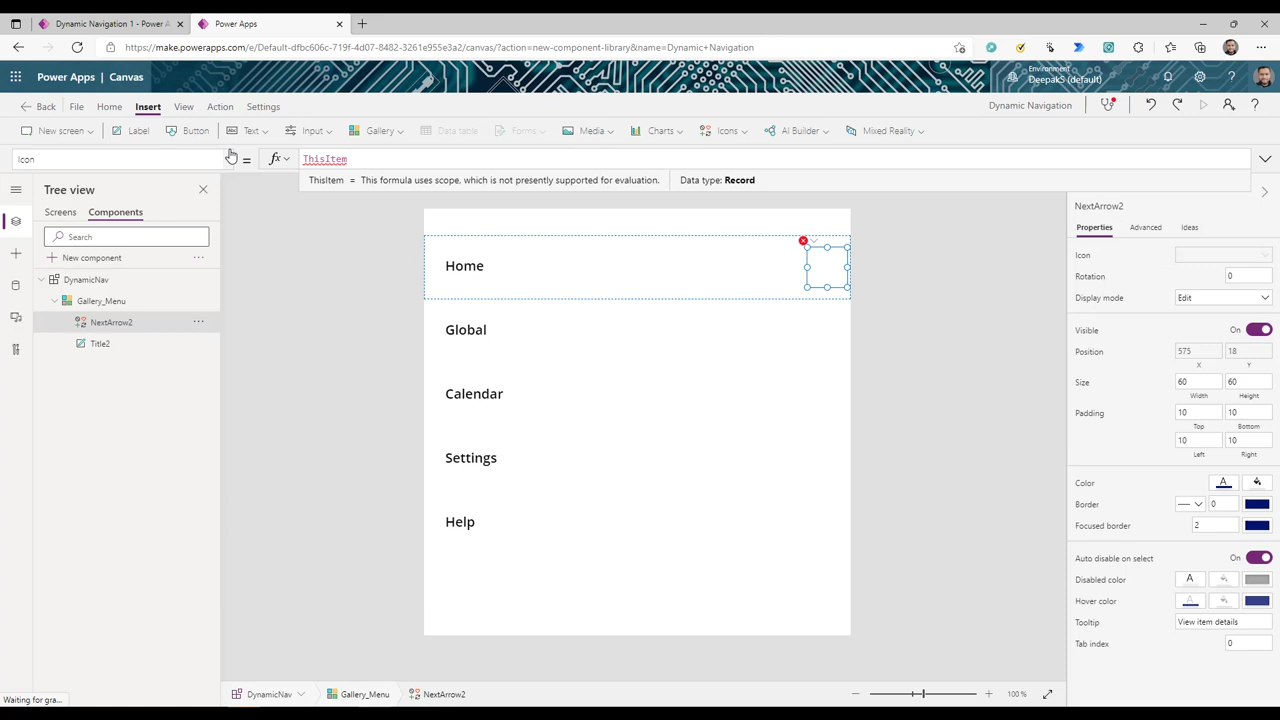 Dynamic Navigation 1 - Power A
Power Apps
https://make.powerapps.com/e/Default-dfbc606c-719f-4d07-8482-3261e955e3a2/canvas/?action=new-component-library&name=Dynamic+Navigation
Power Apps | Canvas
Environment
DeepakS (default)
Back
File
Home
Insert
View
Action
Settings
Dynamic Navigation
New screen
Label
Button
Text
Input
Gallery
Data table
Forms
Media
Charts
Icons
AI Builder
Mixed Reality
Icon
=
fx
ThisItem
ThisItem = This formula uses scope, which is not presently supported for evaluation.
Data type: Record
Tree view
Screens
Components
Search
New component
DynamicNav
Gallery_Menu
NextArrow2
Title2
Home
Global
Calendar
Settings
Help
NextArrow2
Properties
Advanced
Ideas
Icon
Rotation
0
Display mode
Edit
Visible
On
Position
575
18
X
Y
Size
60
60
Width
Height
Padding
10
10
Top
Bottom
10
10
Left
Right
Color
A
Border
0
Focused border
2
Auto disable on select
On
Disabled color
A
Hover color
A
Tooltip
View item details
Tab index
0
Waiting for gra...
DynamicNav
Gallery_Menu
NextArrow2
100 %